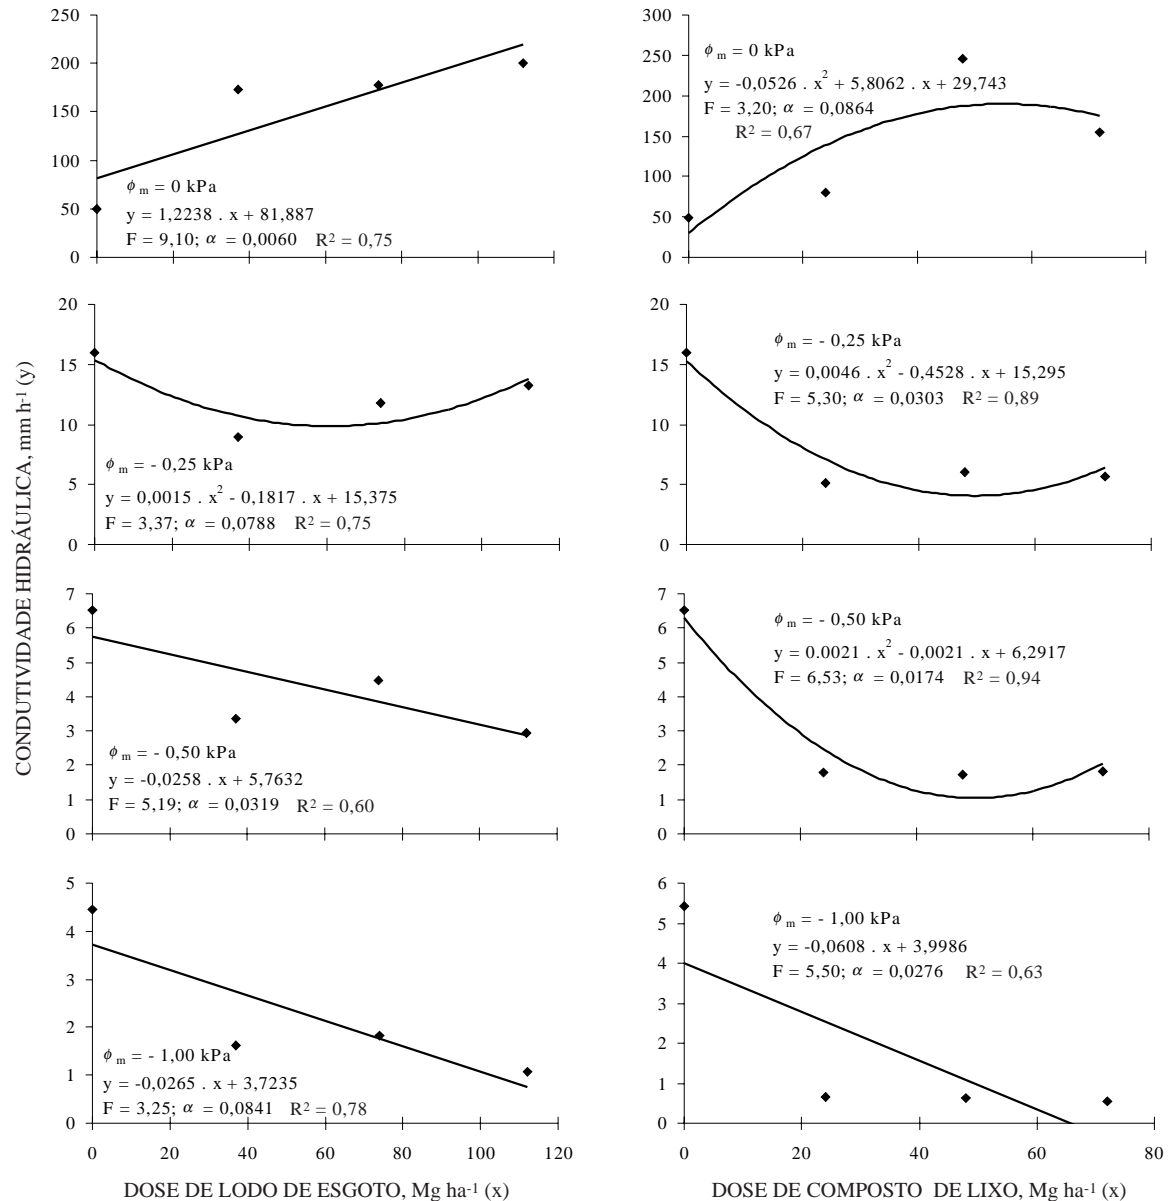 CONDUTIVIDADE HIDRÁULICA, mm h-1 (y)
250
200
150
100
50
0
ϕ m = 0 kPa
y = 1,2238 . x + 81,887
F = 9,10; α = 0,0060 R2 = 0,75
300
250
200
150
100
50
0
ϕ m = 0 kPa
y = -0,0526 . x2 + 5,8062 . x + 29,743
F = 3,20; α = 0,0864
R2 = 0,67
20
15
10
5
0
ϕ m = - 0,25 kPa
y = 0,0015 . x2 - 0,1817 . x + 15,375
F = 3,37; α = 0,0788 R2 = 0,75
20
15
10
5
0
ϕ m = - 0,25 kPa
y = 0,0046 . x2 - 0,4528 . x + 15,295
F = 5,30; α = 0,0303 R2 = 0,89
7
6
5
4
3
2
1
0
ϕ m = - 0,50 kPa
y = -0,0258 . x + 5,7632
F = 5,19; α = 0,0319 R2 = 0,60
7
6
5
4
3
2
1
0
ϕ m = - 0,50 kPa
y = 0.0021 . x2 - 0,0021 . x + 6,2917
F = 6,53; α = 0,0174 R2 = 0,94
5
4
3
2
1
0
ϕ m = - 1,00 kPa
y = -0,0265 . x + 3,7235
F = 3,25; α = 0,0841 R2 = 0,78
0 20 40 60 80 100 120
DOSE DE LODO DE ESGOTO, Mg ha-1 (x)
6
5
4
3
2
1
0
ϕ m = - 1,00 kPa
y = -0,0608 . x + 3,9986
F = 5,50; α = 0,0276 R2 = 0,63
0 20 40 60 80
DOSE DE COMPOSTO DE LIXO, Mg ha-1 (x)